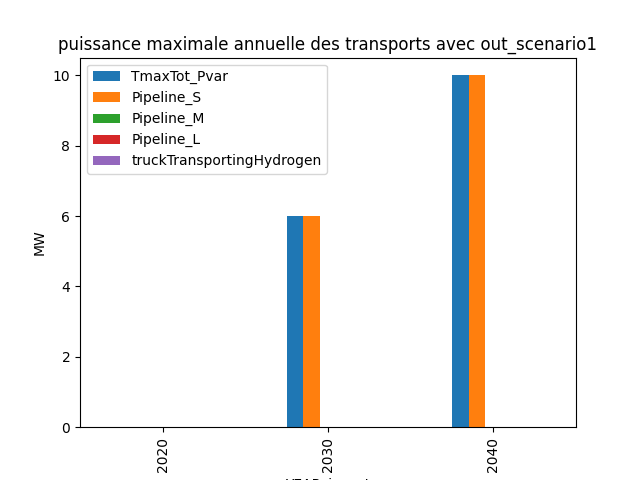 puissance maximale annuelle des transports avec out_scenario1
10
8
6
4
2
0
MW
TmaxTot_Pvar
Pipeline_S
Pipeline_M
Pipeline_L
truckTransportingHydrogen
2020
2030
2040